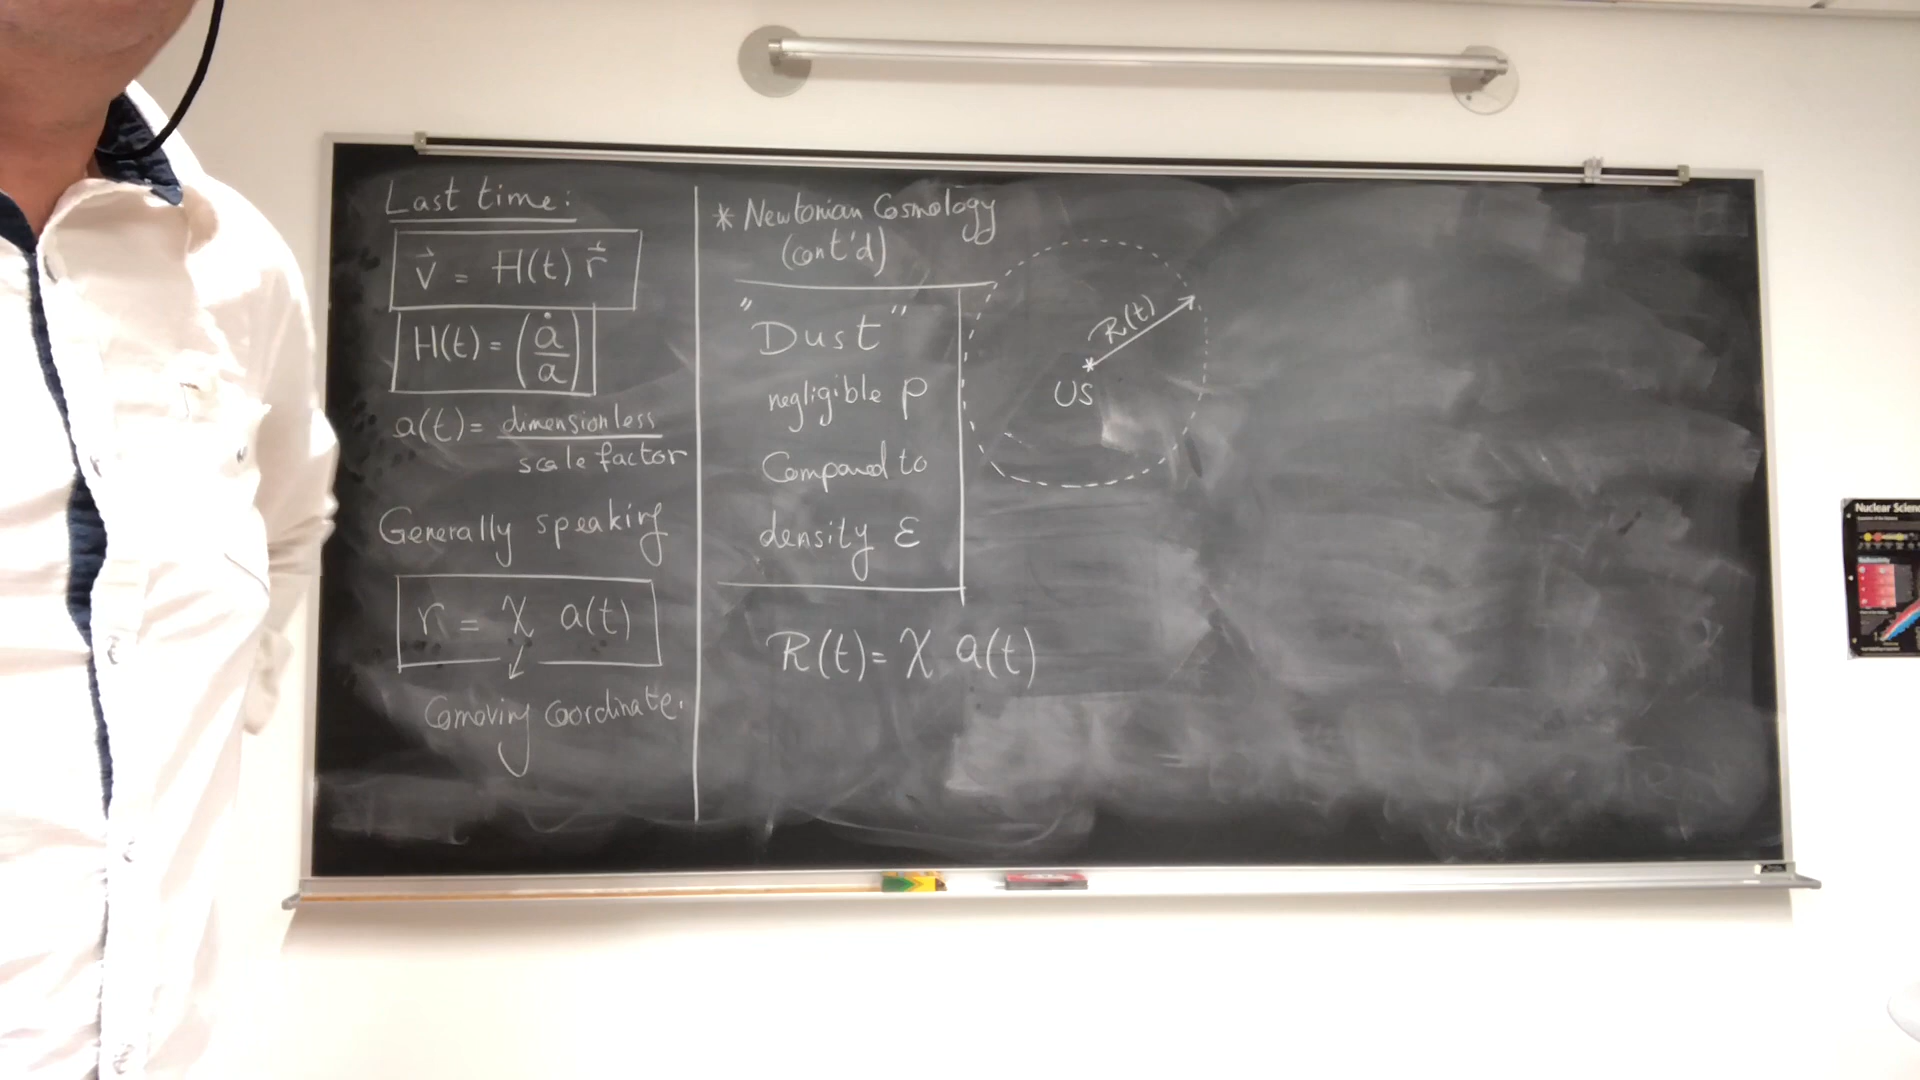 Last time:
v⃗ = H(t) r⃗
H(t) = (ȧ/a)
a(t) = dimensionless
scale factor
Generally speaking
r = χ a(t)
Comoving coordinate.
* Newtonian Cosmology
(cont'd)
"Dust"
negligible p
Compared to
density ε
R(t) = χ a(t)
R(t)
US
Nuclear Scien